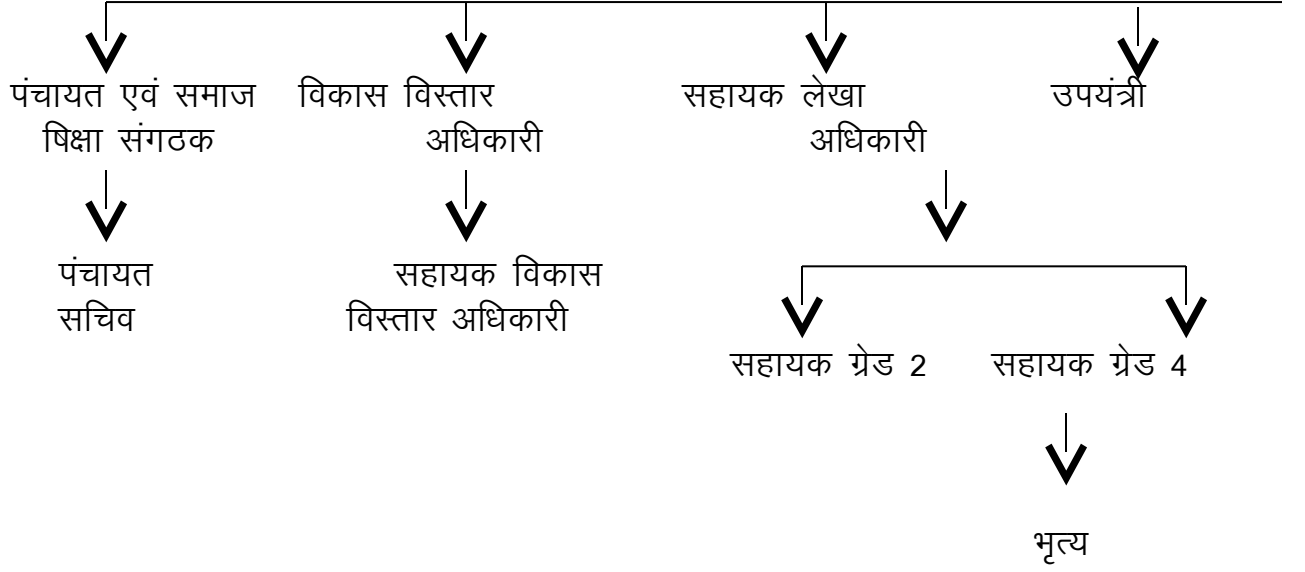 पंचायत एवं समाज
षिक्षा संगठक
विकास विस्तार
अधिकारी
सहायक लेखा
अधिकारी
उपयंत्री
पंचायत
सचिव
सहायक विकास
विस्तार अधिकारी
सहायक ग्रेड 2
सहायक ग्रेड 4
भृत्य